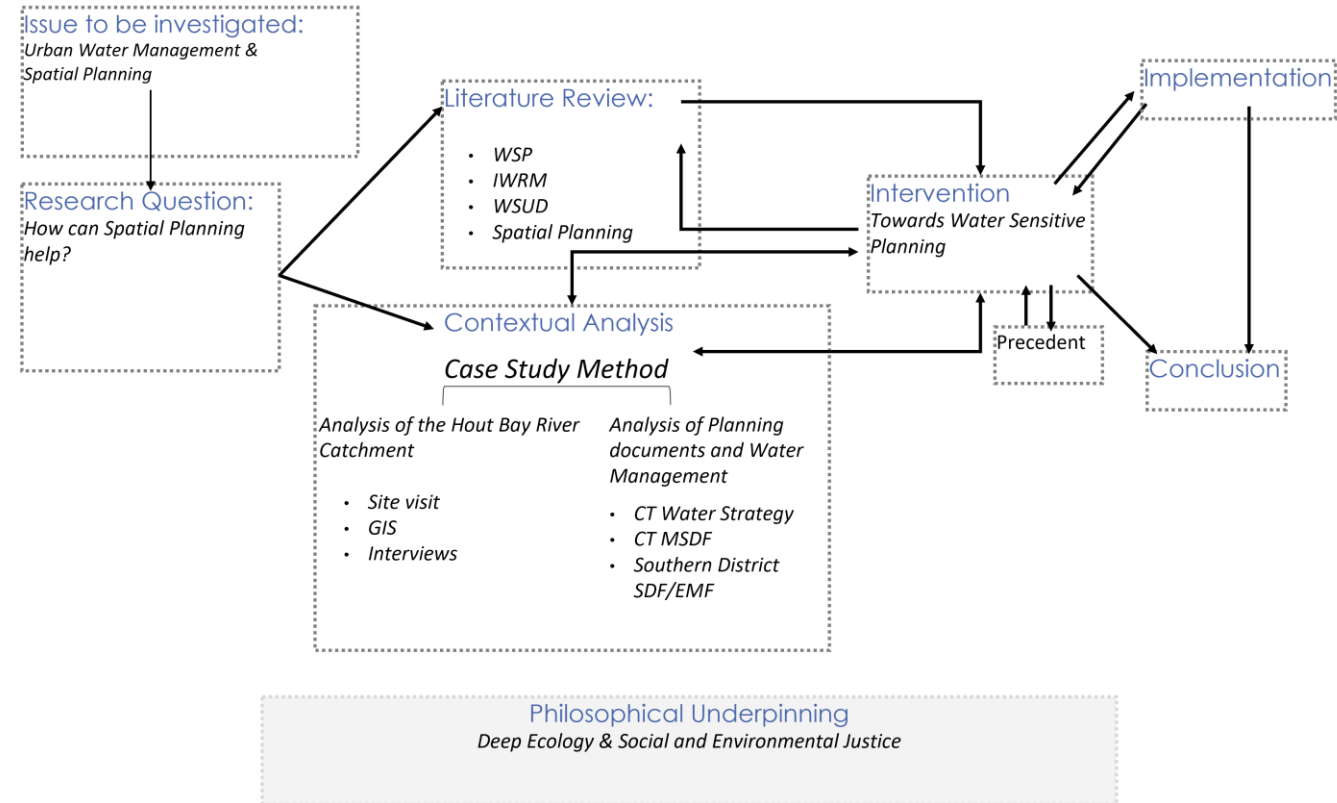 Issue to be investigated:
Urban Water Management &
Spatial Planning
Research Question:
How can Spatial Planning
help?
Literature Review:
• WSP
• IWRM
• WSUD
• Spatial Planning
Contextual Analysis
Case Study Method
Analysis of the Hout Bay River
Catchment
• Site visit
• GIS
• Interviews
Analysis of Planning
documents and Water
Management
• CT Water Strategy
• CT MSDF
• Southern District
SDF/EMF
Intervention
Towards Water Sensitive
Planning
Precedent
Implementation
Conclusion
Philosophical Underpinning
Deep Ecology & Social and Environmental Justice